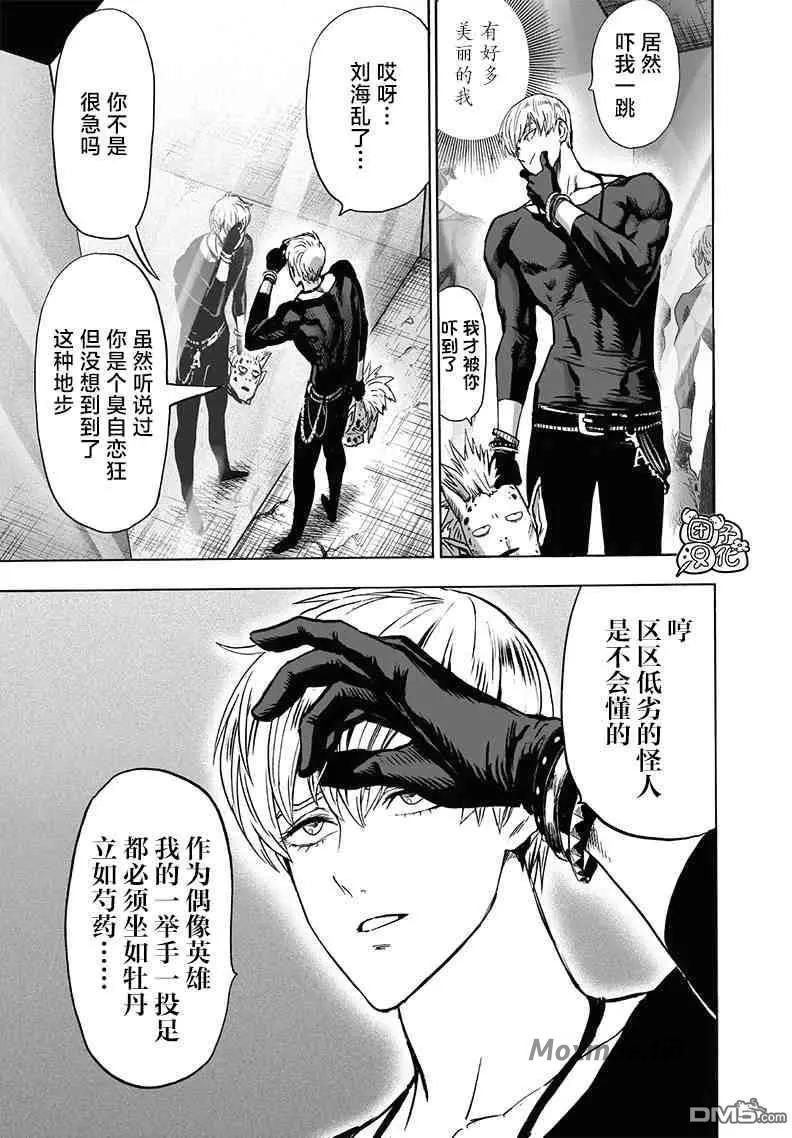 居然
吓我一跳
有好多
美丽的我
我才被你
吓到了
哎呀…
刘海乱了…
你不是
很急吗
虽然听说过
你是个臭自恋狂
但没想到到了
这种地步
哼
区区低劣的怪人
是不会懂的
作为偶像英雄
我的一举手一投足
都必须坐如牡丹
立如芍药……
团子
汉化
DM5.com